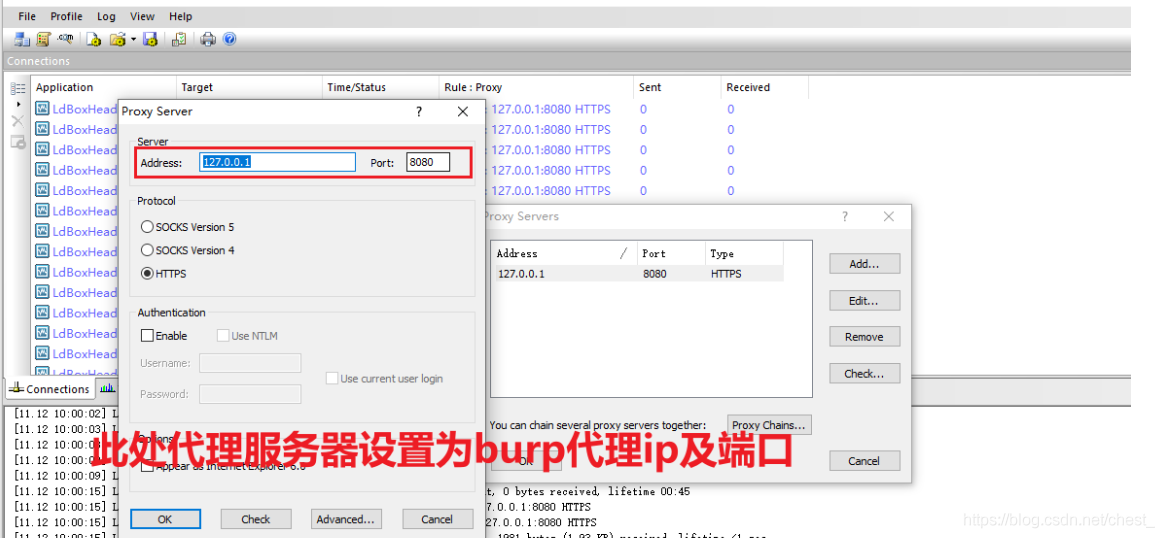 File Profile Log View Help
Connections
Application Target Time/Status Rule : Proxy Sent Received
LdBoxHead : 127.0.0.1:8080 HTTPS 0 0
LdBoxHead : 127.0.0.1:8080 HTTPS 0 0
LdBoxHead : 127.0.0.1:8080 HTTPS 0 0
LdBoxHead : 127.0.0.1:8080 HTTPS 0 0
LdBoxHead : 127.0.0.1:8080 HTTPS 0 0
LdBoxHead
LdBoxHead
LdBoxHead
LdBoxHead
LdBoxHead
LdBoxHead
LdBoxHead
LdBoxHead
LdBoxHead
Proxy Server ? ×
Server
Address: 127.0.0.1 Port: 8080
Protocol
SOCKS Version 5
SOCKS Version 4
HTTPS
Authentication
Enable Use NTLM
Username:
Use current user login
Password:
Options
Appear as Internet Explorer 6.0
OK Check Advanced... Cancel
Proxy Servers ? ×
Address / Port Type
127.0.0.1 8080 HTTPS
Add...
Edit...
Remove
Check...
You can chain several proxy servers together: Proxy Chains...
OK Cancel
此处代理服务器设置为burp代理ip及端口
Connections
[11.12 10:00:02] L
[11.12 10:00:03] L
[11.12 10:00:0
[11.12 10:00:0
[11.12 10:00:09] L
[11.12 10:00:15] L t, 0 bytes received, lifetime 00:45
[11.12 10:00:15] L 7.0.0.1:8080 HTTPS
[11.12 10:00:15] L 27.0.0.1:8080 HTTPS
[11.12 10:00:15] L 1981 bytes (1.93 KB) received, lifetime <1 sec
https://blog.csdn.net/chest_